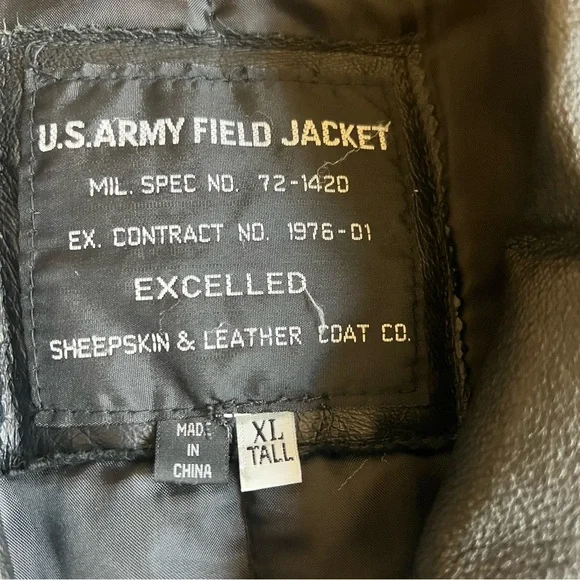 U.S.ARMY FIELD JACKET
MIL. SPEC NO. 72-1420
EX. CONTRACT NO. 1976-01
EXCELLED
SHEEPSKIN & LEATHER COAT CO.
MADE
IN
CHINA
XL
TALL